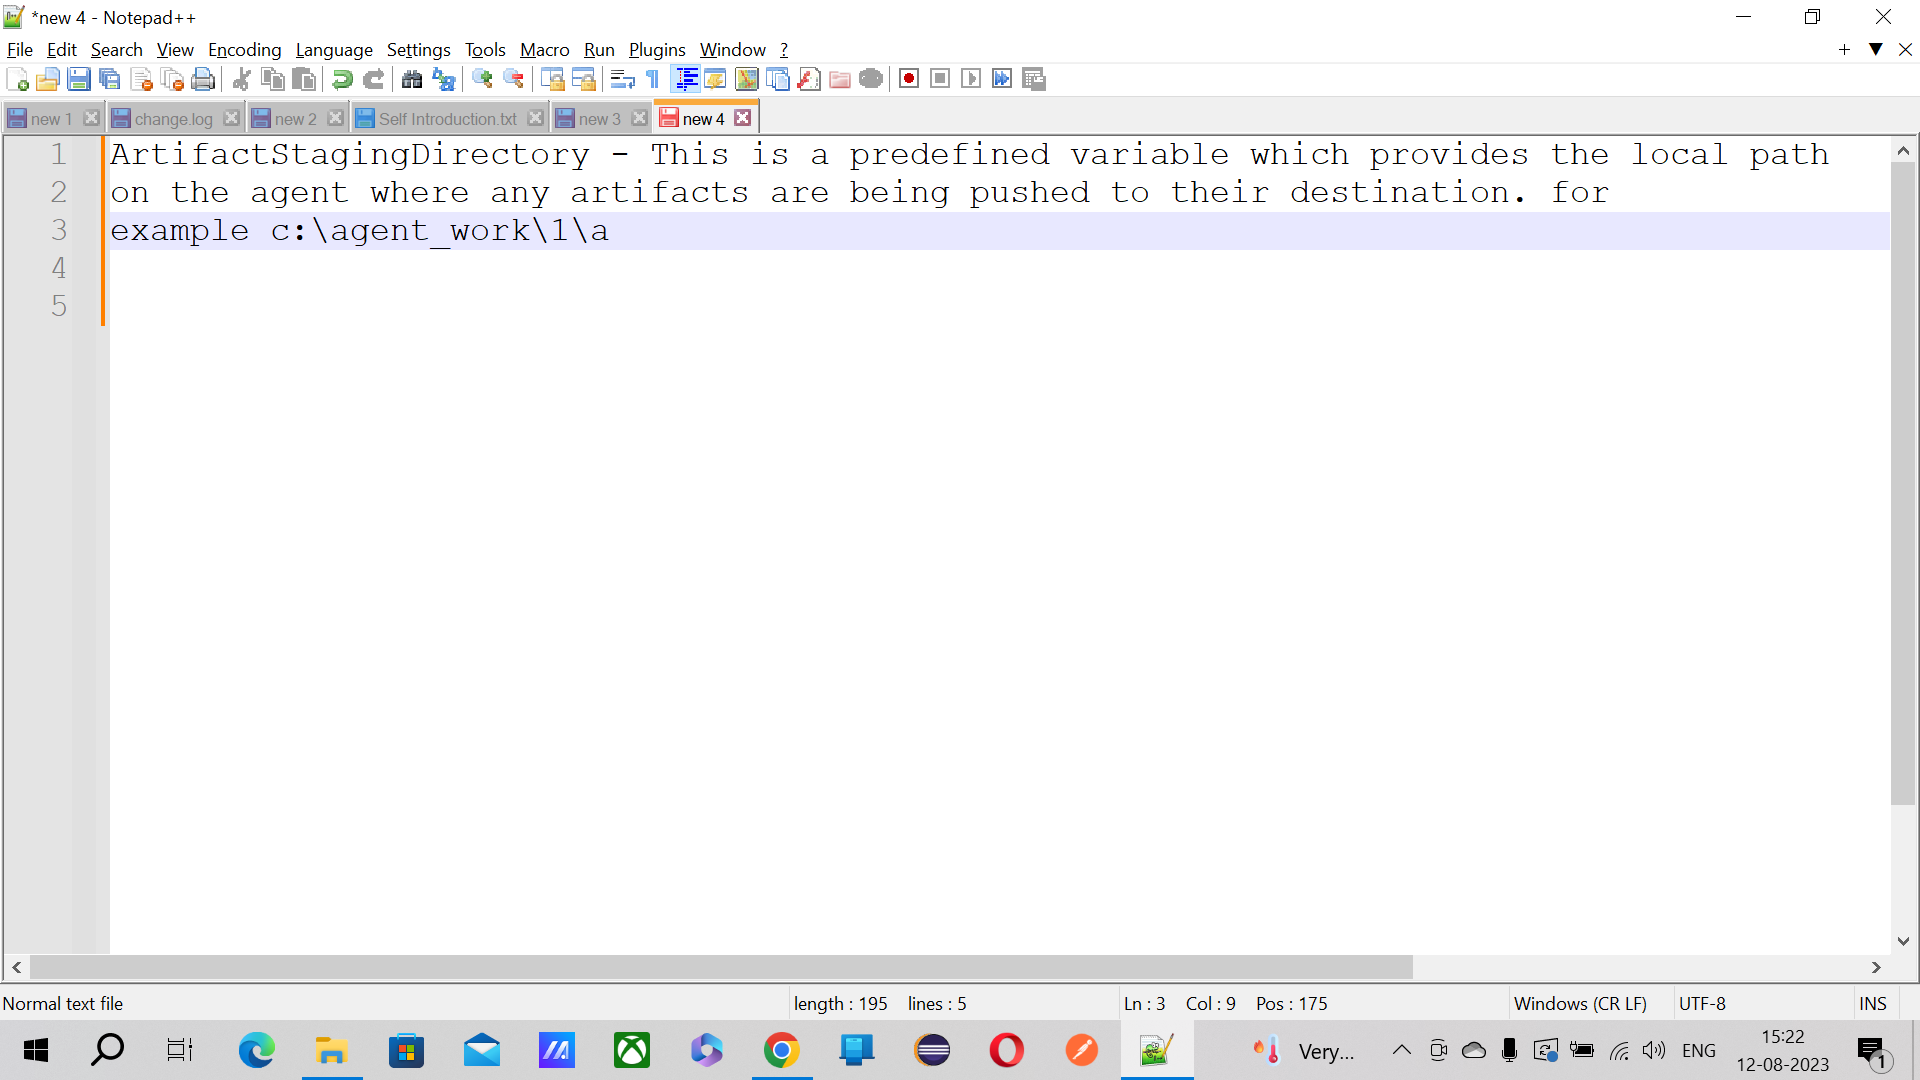 *new 4 - Notepad++
File Edit Search View Encoding Language Settings Tools Macro Run Plugins Window ?
new 1 change.log new 2 Self Introduction.txt new 3 new 4
1 ArtifactStagingDirectory - This is a predefined variable which provides the local path
2 on the agent where any artifacts are being pushed to their destination. for
3 example c:\agent_work\1\a
4
5
Normal text file length : 195 lines : 5 Ln : 3 Col : 9 Pos : 175 Windows (CR LF) UTF-8 INS
Very... ENG 15:22
12-08-2023 1